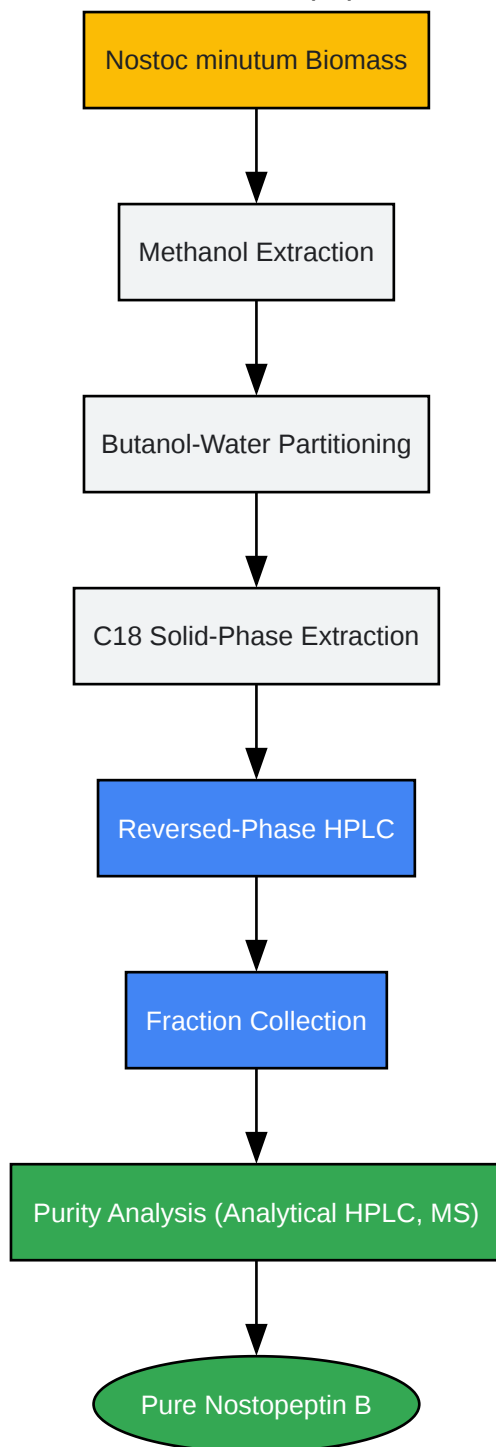 Nostoc minutum Biomass
Methanol Extraction
Butanol-Water Partitioning
C18 Solid-Phase Extraction
Reversed-Phase HPLC
Fraction Collection
Purity Analysis (Analytical HPLC, MS)
Pure Nostopeptin B